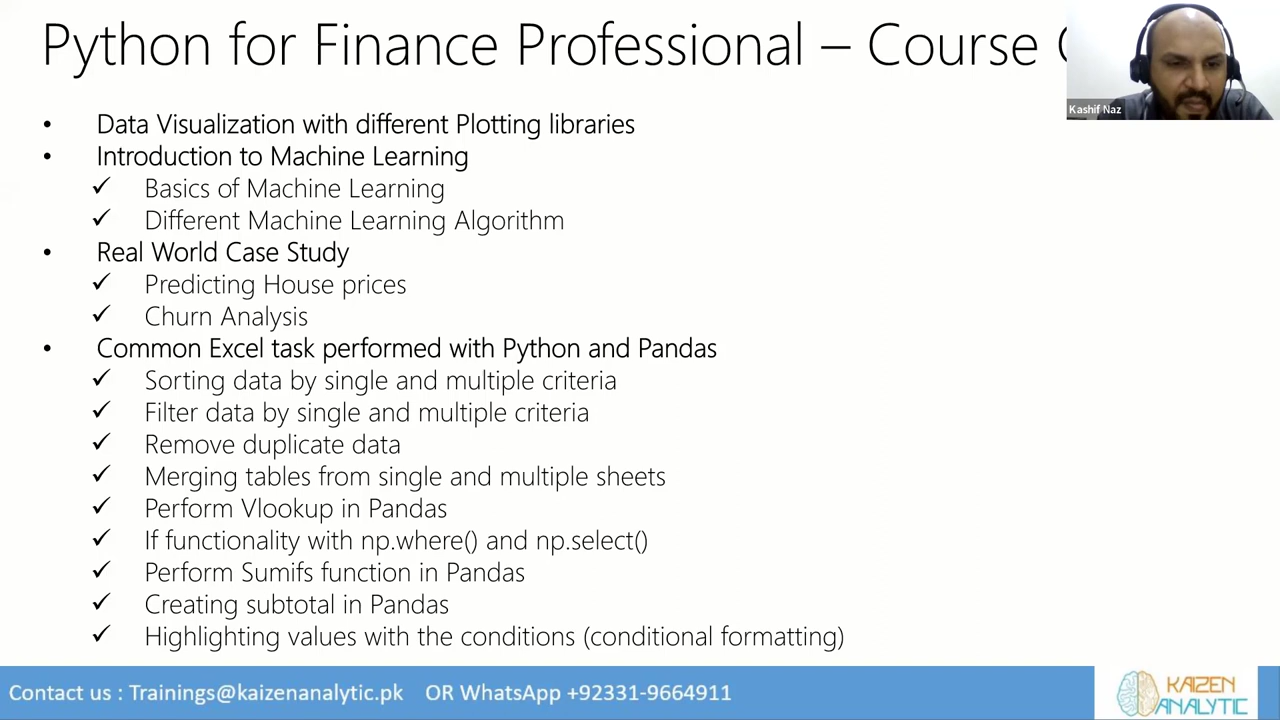 Python for Finance Professional – Course
Kashif Naz
• Data Visualization with different Plotting libraries
• Introduction to Machine Learning
✓ Basics of Machine Learning
✓ Different Machine Learning Algorithm
• Real World Case Study
✓ Predicting House prices
✓ Churn Analysis
• Common Excel task performed with Python and Pandas
✓ Sorting data by single and multiple criteria
✓ Filter data by single and multiple criteria
✓ Remove duplicate data
✓ Merging tables from single and multiple sheets
✓ Perform Vlookup in Pandas
✓ If functionality with np.where() and np.select()
✓ Perform Sumifs function in Pandas
✓ Creating subtotal in Pandas
✓ Highlighting values with the conditions (conditional formatting)
Contact us : Trainings@kaizenanalytic.pk OR WhatsApp +92331-9664911
KAIZEN
ANALYTIC